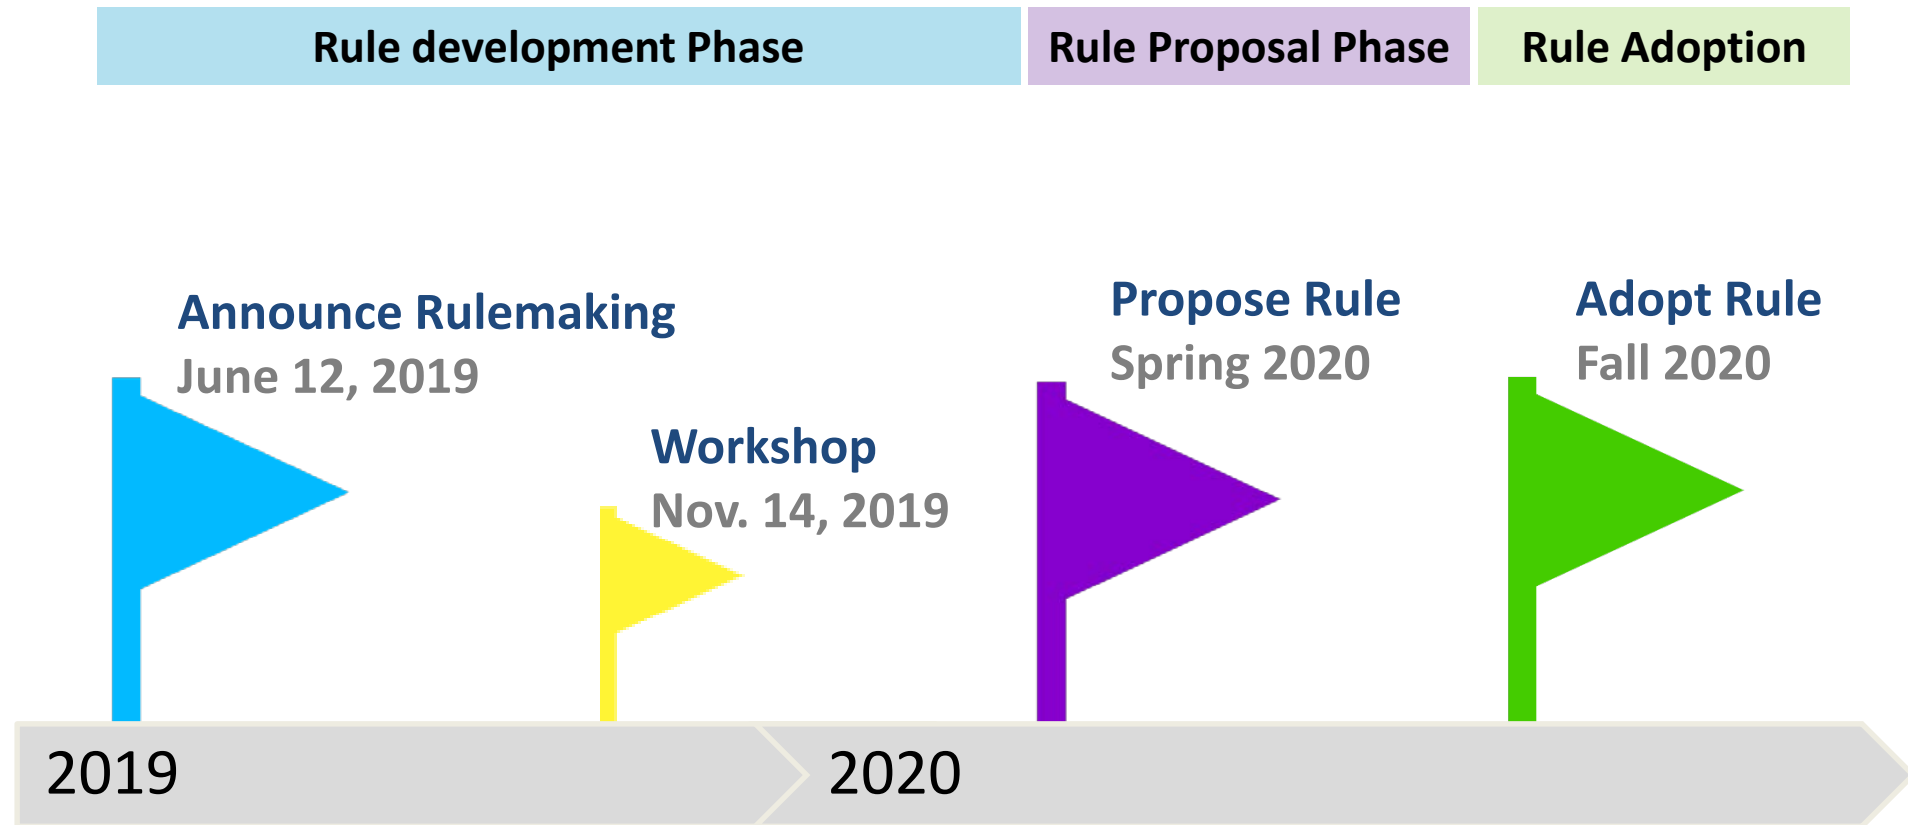 Rule development Phase
Rule Proposal Phase
Rule Adoption
Announce Rulemaking
June 12, 2019
Workshop
Nov. 14, 2019
Propose Rule
Spring 2020
Adopt Rule
Fall 2020
2019
2020